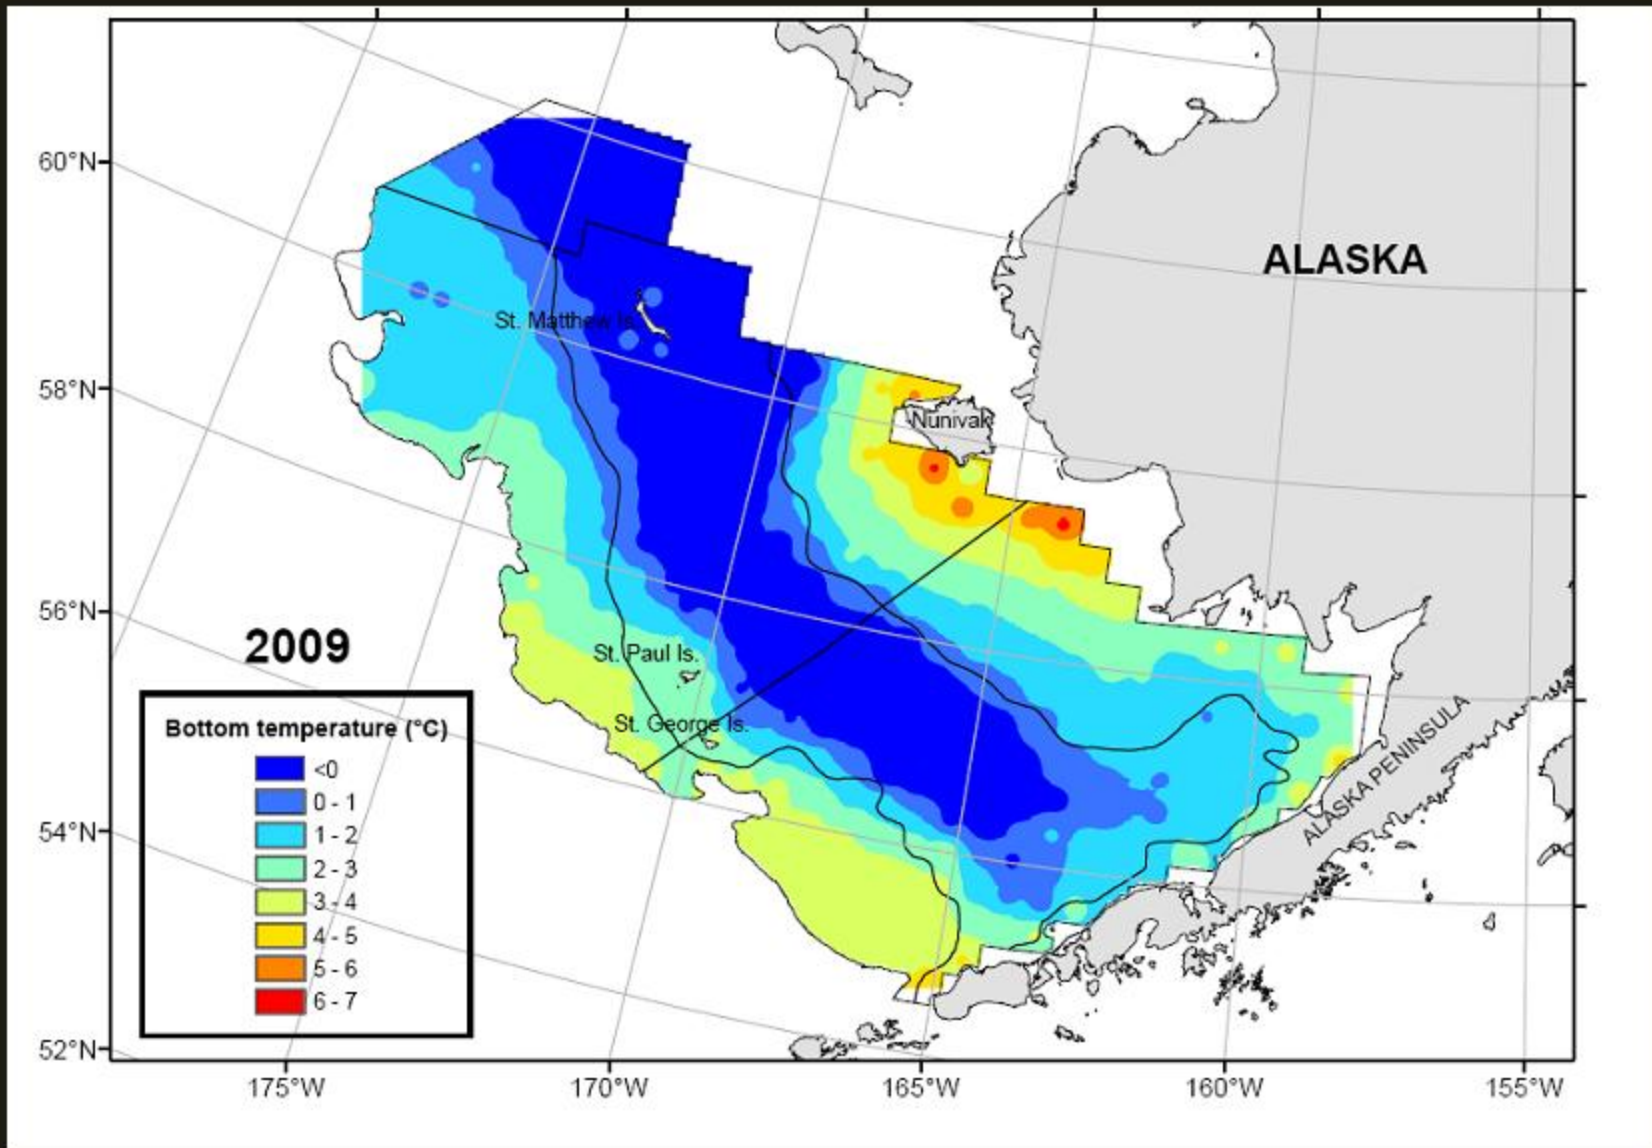 60°N
58°N
56°N
54°N
52°N
175°W
170°W
165°W
160°W
155°W
ALASKA
St. Matthew Is.
Nunivak
St. Paul Is.
St. George Is.
ALASKA PENINSULA
2009
Bottom temperature (°C)
<0
0 - 1
1 - 2
2 - 3
3 - 4
4 - 5
5 - 6
6 - 7